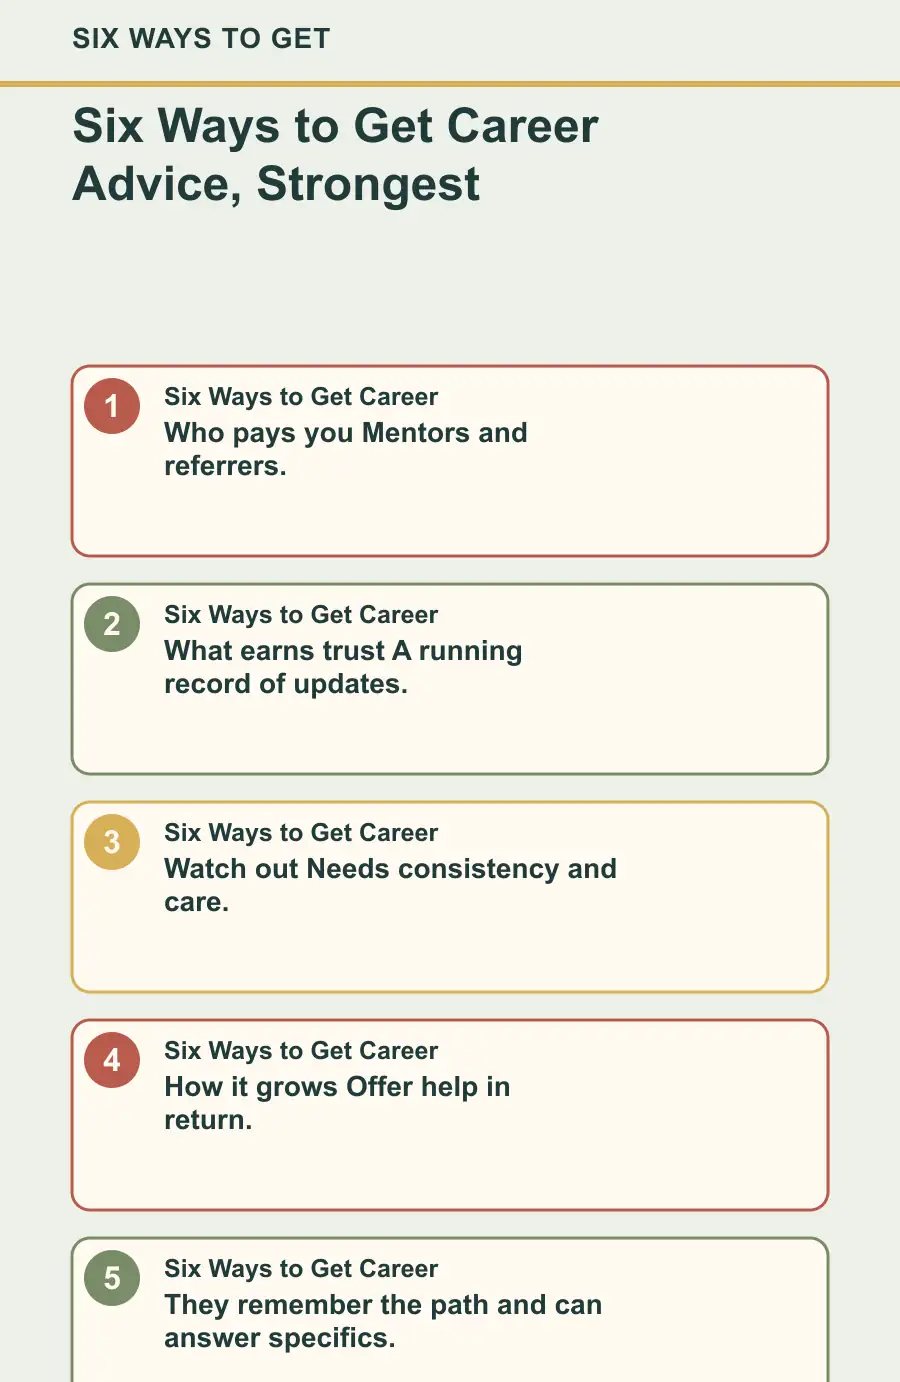 SIX WAYS TO GET
Six Ways to Get Career
Advice, Strongest
1
Six Ways to Get Career
Who pays you Mentors and
referrers.
2
Six Ways to Get Career
What earns trust A running
record of updates.
3
Six Ways to Get Career
Watch out Needs consistency and
care.
4
Six Ways to Get Career
How it grows Offer help in
return.
5
Six Ways to Get Career
They remember the path and can
answer specifics.